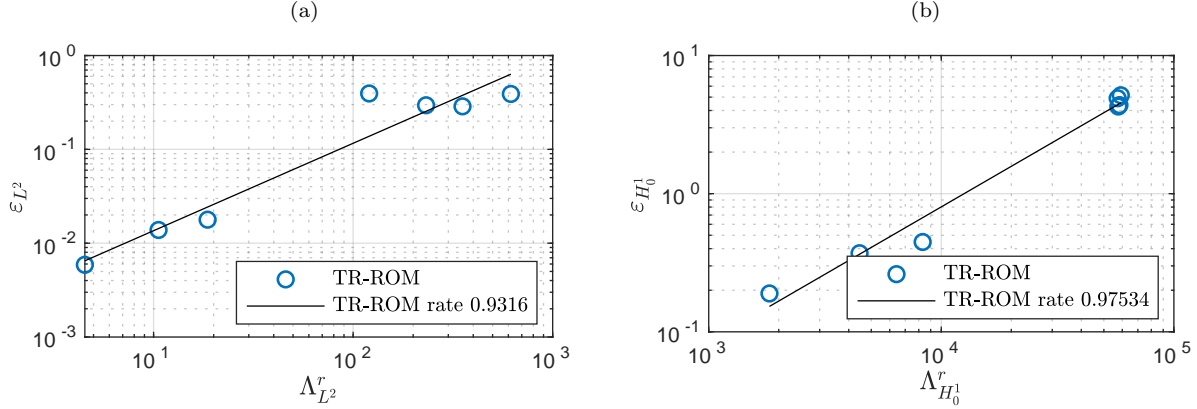 (a)
10^0
10^-1
10^-2
10^-3
ε_{L^2}
TR-ROM
TR-ROM rate 0.9316
10^1
10^2
10^3
Λ^r_{L^2}
(b)
10^1
10^0
10^-1
ε_{H^1_0}
TR-ROM
TR-ROM rate 0.97534
10^3
10^4
10^5
Λ^r_{H^1_0}